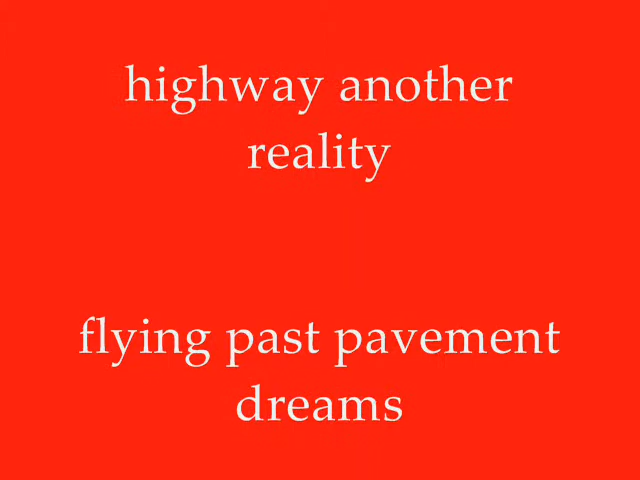 highway another
reality
flying past pavement
dreams